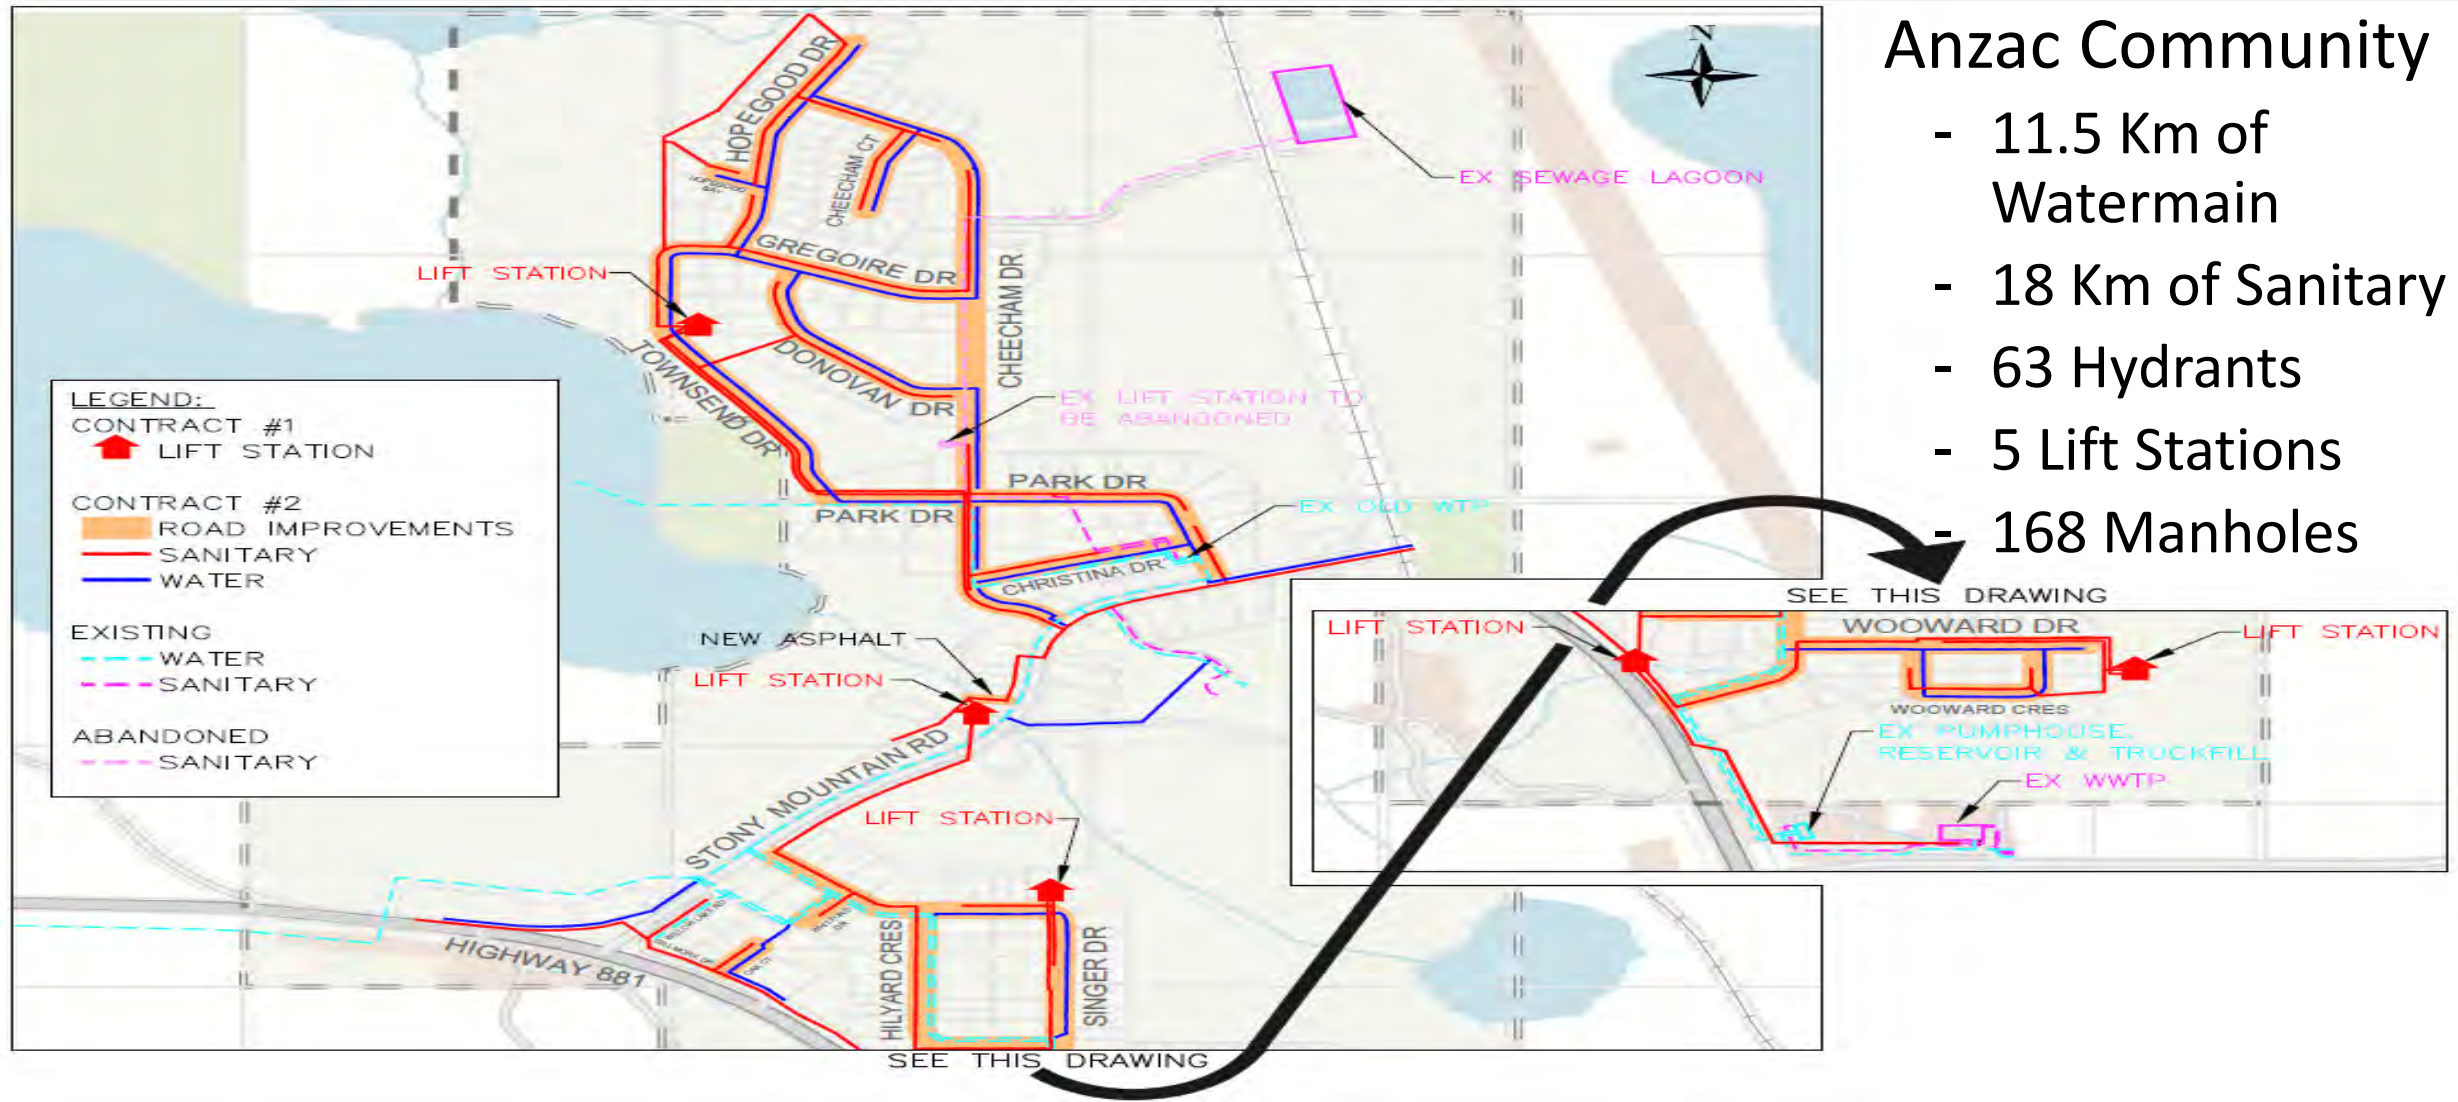 Anzac Community
- 11.5 Km of
Watermain
- 18 Km of Sanitary
- 63 Hydrants
- 5 Lift Stations
- 168 Manholes
N
HOPEGOOD DR
CHEECHAM CT
GREGOIRE DR
CHEECHAM DR
EX SEWAGE LAGOON
LIFT STATION
TOWNSEND DR
DONOVAN DR
EX LIFT STATION TO
BE ABANDONED
PARK DR
PARK DR
EX OLD WTP
CHRISTINA DR
NEW ASPHALT
LIFT STATION
STONY MOUNTAIN RD
LIFT STATION
HIGHWAY 881
HILYARD CRES
SINGER DR
SEE THIS DRAWING
LEGEND:
CONTRACT #1
LIFT STATION
CONTRACT #2
ROAD IMPROVEMENTS
SANITARY
WATER
EXISTING
WATER
SANITARY
ABANDONED
SANITARY
SEE THIS DRAWING
LIFT STATION
WOOWARD DR
LIFT STATION
WOOWARD CRES
EX PUMPHOUSE,
RESERVOIR & TRUCKFILL
EX WWTP